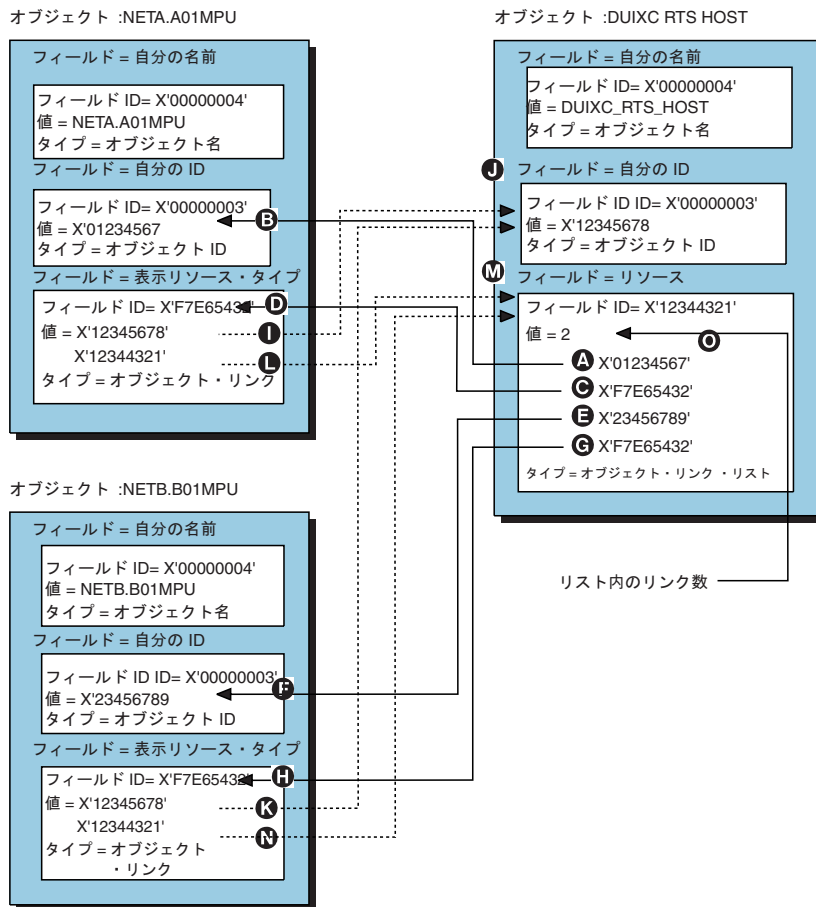 オブジェクト :NETA.A01MPU
フィールド = 自分の名前
フィールド ID= X'00000004'
値 = NETA.A01MPU
タイプ = オブジェクト名
フィールド = 自分の ID
フィールド ID= X'00000003'
値 = X'01234567
タイプ = オブジェクト ID
B
フィールド = 表示リソース・タイプ
フィールド ID= X'F7E65432'
D
値 = X'12345678'
I
X'12344321'
L
タイプ = オブジェクト・リンク
オブジェクト :DUIXC RTS HOST
フィールド = 自分の名前
フィールド ID= X'00000004'
値 = DUIXC_RTS_HOST
タイプ = オブジェクト名
J
フィールド = 自分の ID
フィールド ID ID= X'00000003'
値 = X'12345678
タイプ = オブジェクト ID
M
フィールド = リソース
フィールド ID= X'12344321'
値 = 2
O
A X'01234567'
C X'F7E65432'
E X'23456789'
G X'F7E65432'
タイプ = オブジェクト・リンク ・リスト
リスト内のリンク数
オブジェクト :NETB.B01MPU
フィールド = 自分の名前
フィールド ID= X'00000004'
値 = NETB.B01MPU
タイプ = オブジェクト名
フィールド = 自分の ID
フィールド ID ID= X'00000003'
値 = X'23456789
F
タイプ = オブジェクト ID
フィールド = 表示リソース・タイプ
フィールド ID= X'F7E65432'
H
値 = X'12345678'
K
X'12344321'
N
タイプ = オブジェクト
・リンク